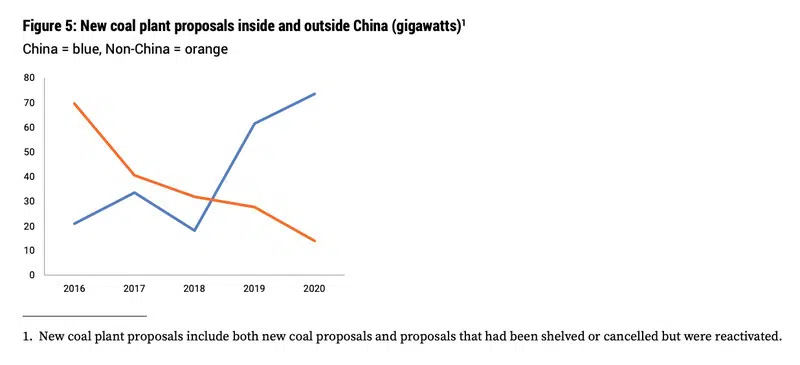 Figure 5: New coal plant proposals inside and outside China (gigawatts)¹
China = blue, Non-China = orange
80
70
60
50
40
30
20
10
0
2016 2017 2018 2019 2020
1. New coal plant proposals include both new coal proposals and proposals that had been shelved or cancelled but were reactivated.